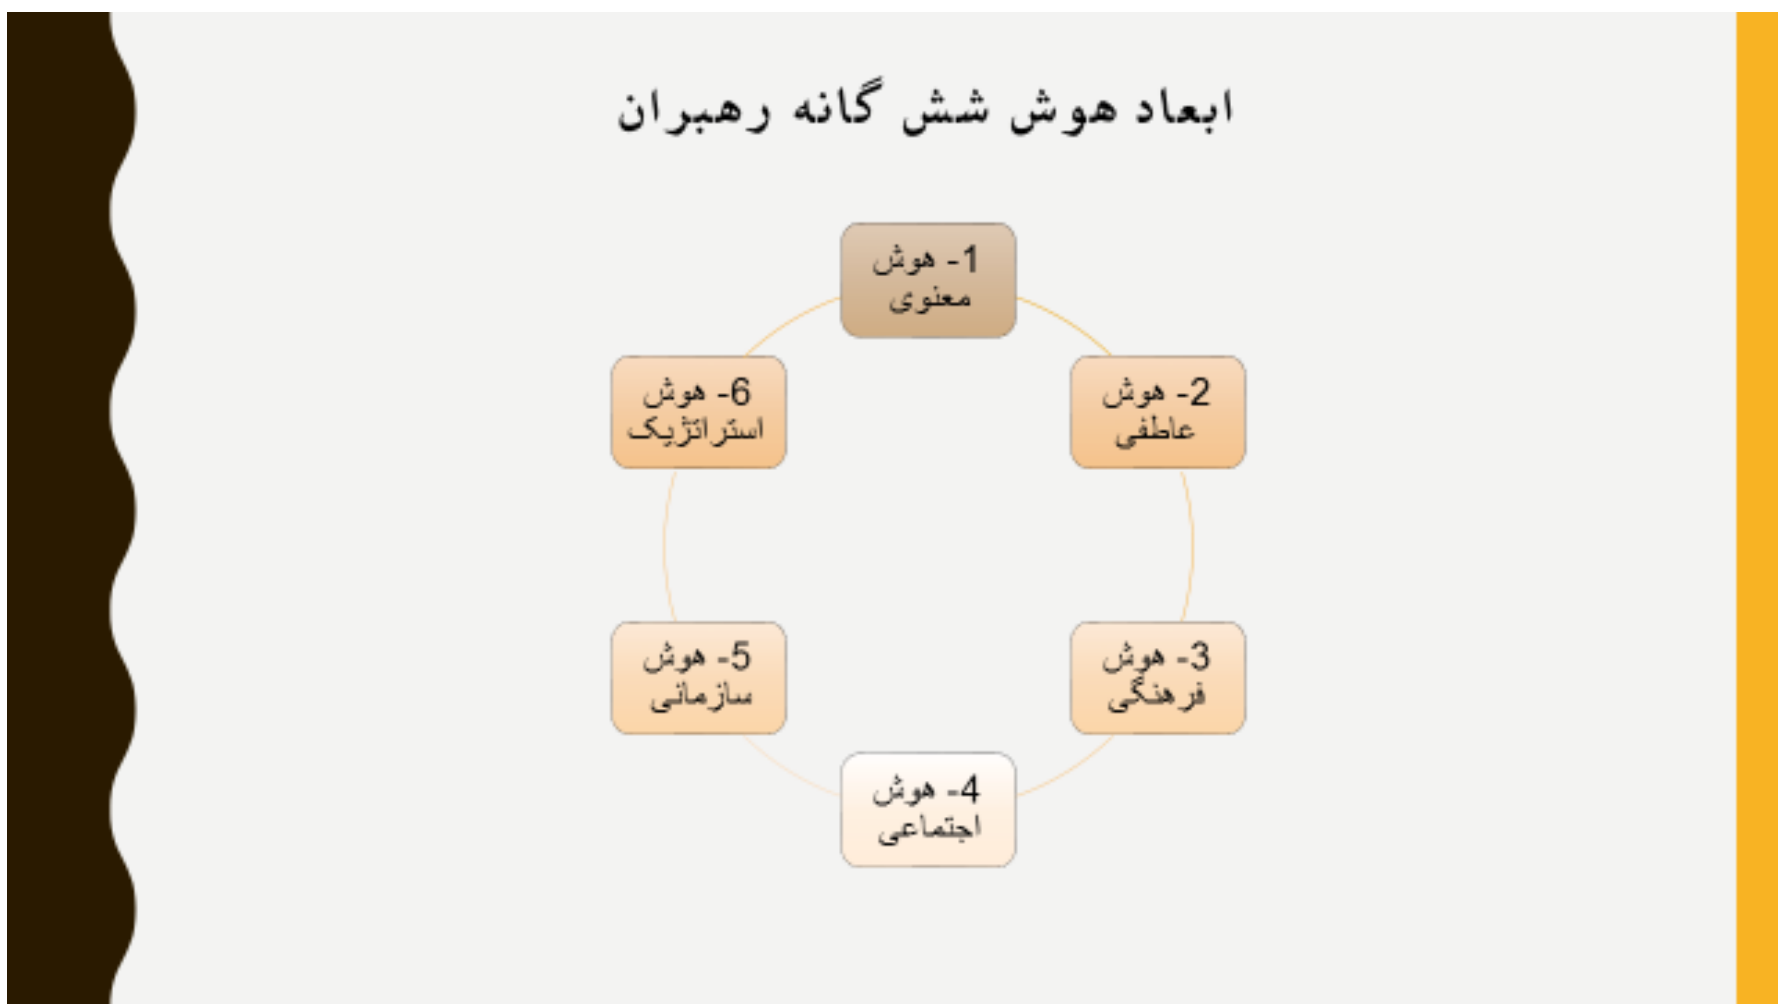 ابعاد هوش شش گانه رهبران
1- هوش
معنوی
2- هوش
عاطفی
3- هوش
فرهنگی
4- هوش
اجتماعی
5- هوش
سازمانی
6- هوش
استراتژیک